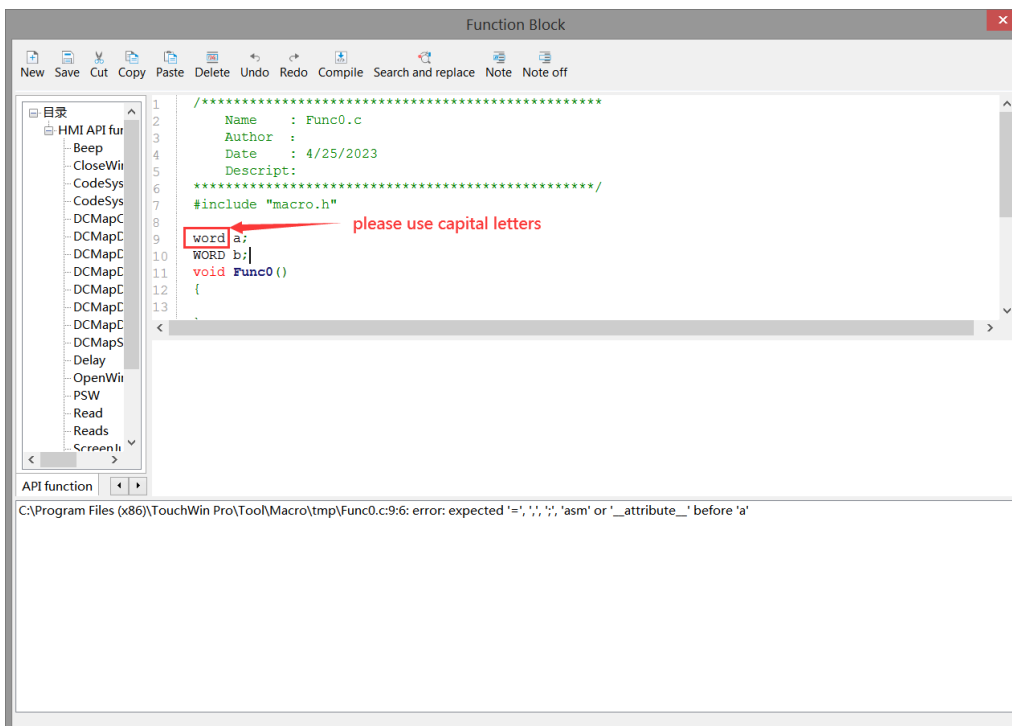 Function Block
New Save Cut Copy Paste Delete Undo Redo Compile Search and replace Note Note off
目录
HMI API fur
Beep
CloseWi
CodeSys
CodeSys
DCMapC
DCMapD
DCMapD
DCMapD
DCMapD
DCMapD
DCMapD
DCMapS
Delay
OpenWi
PSW
Read
Reads
ScreenJu
API function
1 /**************************************************
2 Name : Func0.c
3 Author :
4 Date : 4/25/2023
5 Descript:
6 **************************************************/
7 #include "macro.h"
8
please use capital letters
9 word a;
10 WORD b;
11 void Func0()
12 {
13
C:\Program Files (x86)\TouchWin Pro\Tool\Macro\tmp\Func0.c:9:6: error: expected '=', ',', ';', 'asm' or '__attribute__' before 'a'